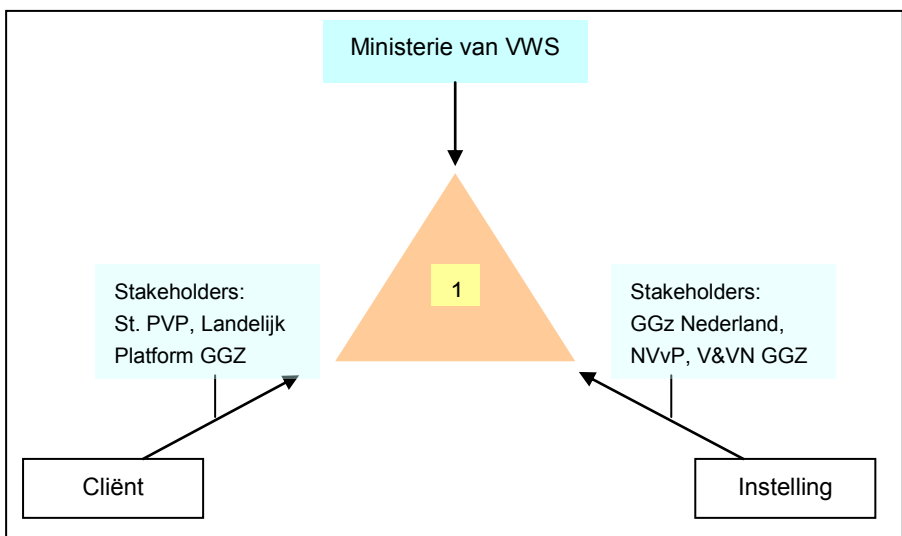 Ministerie van VWS
1
Stakeholders:
St. PVP, Landelijk
Platform GGZ
Stakeholders:
GGz Nederland,
NVvP, V&VN GGZ
Cliënt
Instelling